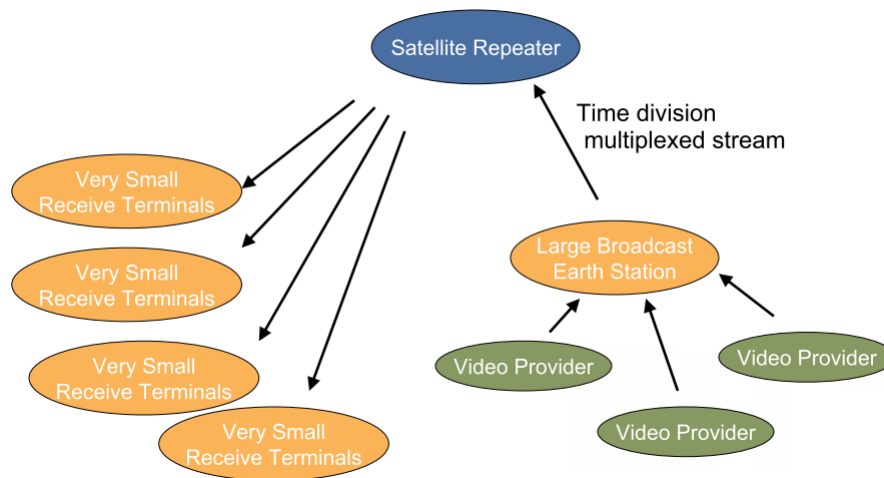 Satellite Repeater
Time division
multiplexed stream
Very Small
Receive Terminals
Large Broadcast
Earth Station
Very Small
Receive Terminals
Very Small
Receive Terminals
Video Provider
Video Provider
Very Small
Receive Terminals
Video Provider